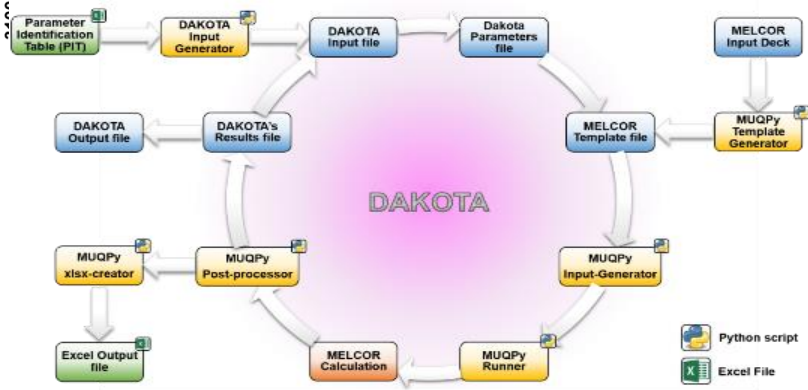 Parameter
Identification
Table (PIT)
DAKOTA
Input
Generator
DAKOTA
Input file
Dakota
Parameters
file
MELCOR
Input Deck
DAKOTA
Output file
DAKOTA's
Results file
MELCOR
Template file
MUQPy
Template
Generator
DAKOTA
MUQPy
xlsx-creator
MUQPy
Post-processor
MUQPy
Input-Generator
Excel Output
file
MELCOR
Calculation
MUQPy
Runner
Python script
Excel File